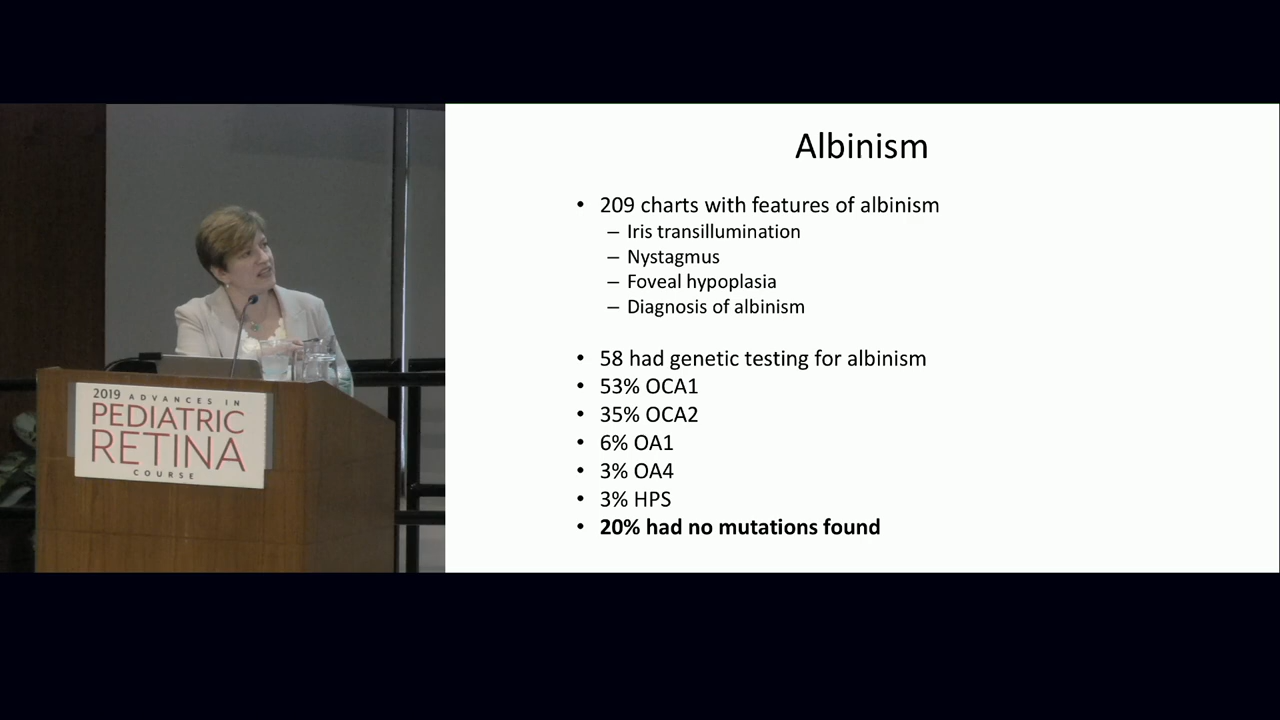 2019 ADVANCES IN
PEDIATRIC
RETINA
COURSE
Albinism
• 209 charts with features of albinism
– Iris transillumination
– Nystagmus
– Foveal hypoplasia
– Diagnosis of albinism
• 58 had genetic testing for albinism
• 53% OCA1
• 35% OCA2
• 6% OA1
• 3% OA4
• 3% HPS
• 20% had no mutations found